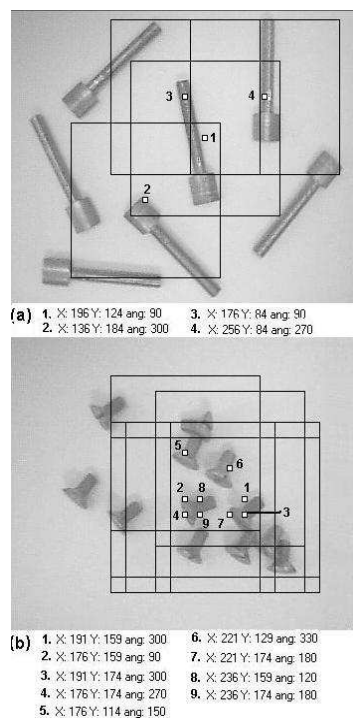 3
4
1
2
(a) 1. X: 196 Y: 124 ang: 90 3. X: 176 Y: 84 ang: 90
2. X: 136 Y: 184 ang: 300 4. X: 256 Y: 84 ang: 270
5
6
2 8 1
4 9 7 3
(b) 1. X: 191 Y: 159 ang: 300 6. X: 221 Y: 129 ang: 330
2. X: 176 Y: 159 ang: 90 7. X: 221 Y: 174 ang: 180
3. X: 191 Y: 174 ang: 300 8. X: 236 Y: 159 ang: 120
4. X: 176 Y: 174 ang: 270 9. X: 236 Y: 174 ang: 180
5. X: 176 Y: 114 ang: 150